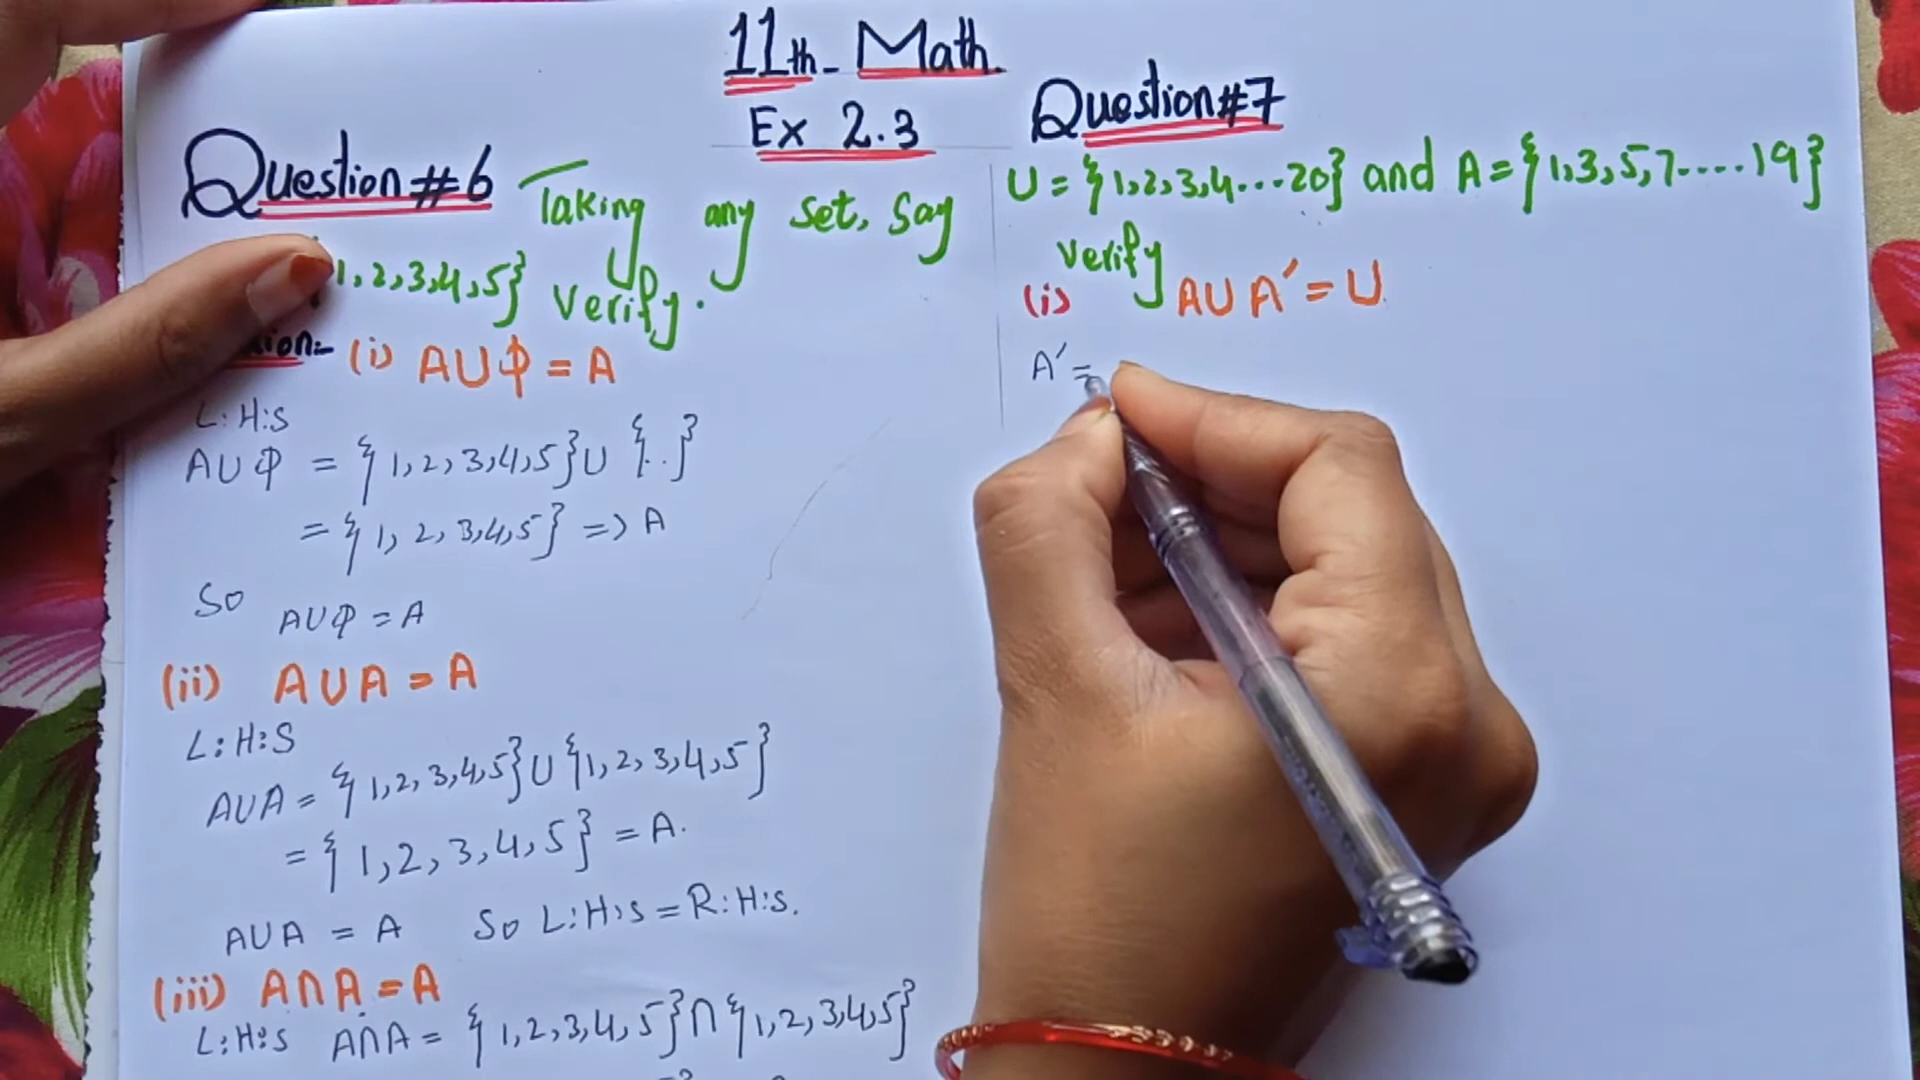 11th- Math.
Ex 2.3
Question #6
Taking any set, say
1,2,3,4,5} verify.
(i) AUΦ = A
L:H:S
AUΦ = {1,2,3,4,5}U {..}
= {1,2,3,4,5} => A
So AUΦ = A
(ii) AUA = A
L:H:S
AUA = {1,2,3,4,5}U{1,2,3,4,5}
= {1,2,3,4,5} = A.
AUA = A So L:H:S = R:H:S.
(iii) A∩A = A
L:H:S A∩A = {1,2,3,4,5}∩{1,2,3,4,5}
Question#7
U = {1,2,3,4...20} and A = {1,3,5,7....19}
verify
(i) AUA′ = U
A′ =